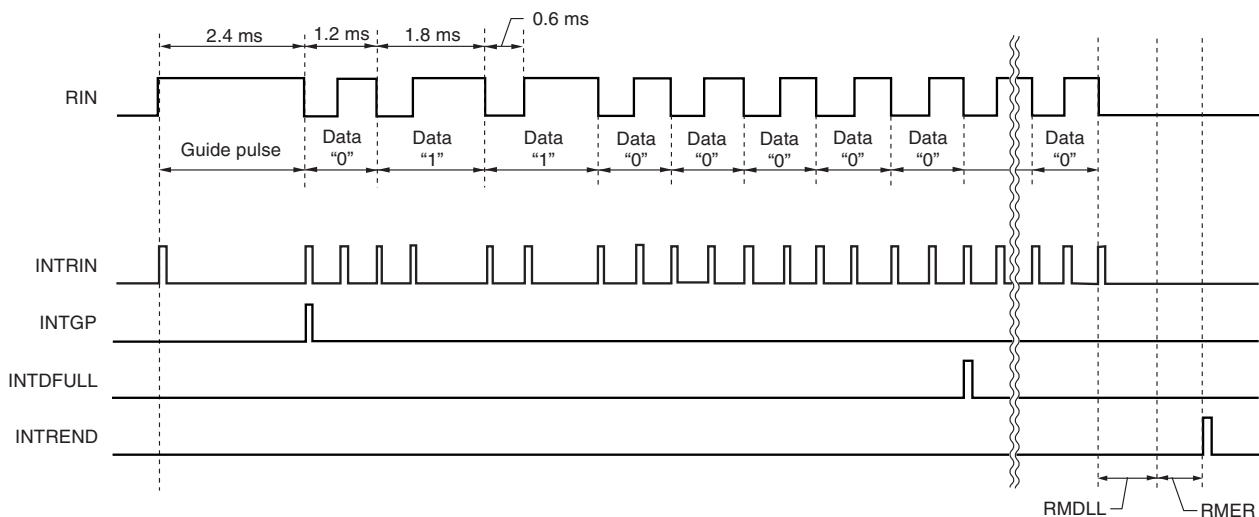 0.6 ms
2.4 ms
1.2 ms
1.8 ms
RIN
Guide pulse
Data
“0”
Data
“1”
Data
“1”
Data
“0”
Data
“0”
Data
“0”
Data
“0”
Data
“0”
Data
“0”
INTRIN
INTGP
INTDFULL
INTREND
RMDLL
RMER